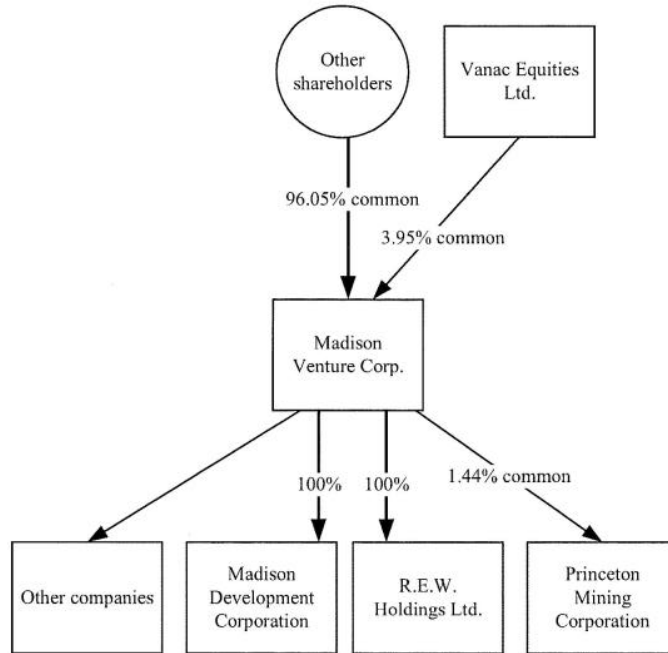 Other
shareholders
Vanac Equities
Ltd.
96.05% common
3.95% common
Madison
Venture Corp.
100%
100%
1.44% common
Other companies
Madison
Development
Corporation
R.E.W.
Holdings Ltd.
Princeton
Mining
Corporation